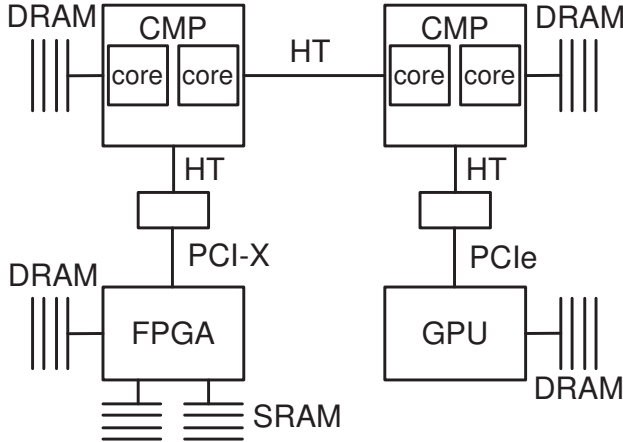 DRAM
CMP
core
core
HT
CMP
core
core
DRAM
HT
HT
PCI-X
PCIe
DRAM
FPGA
GPU
DRAM
SRAM